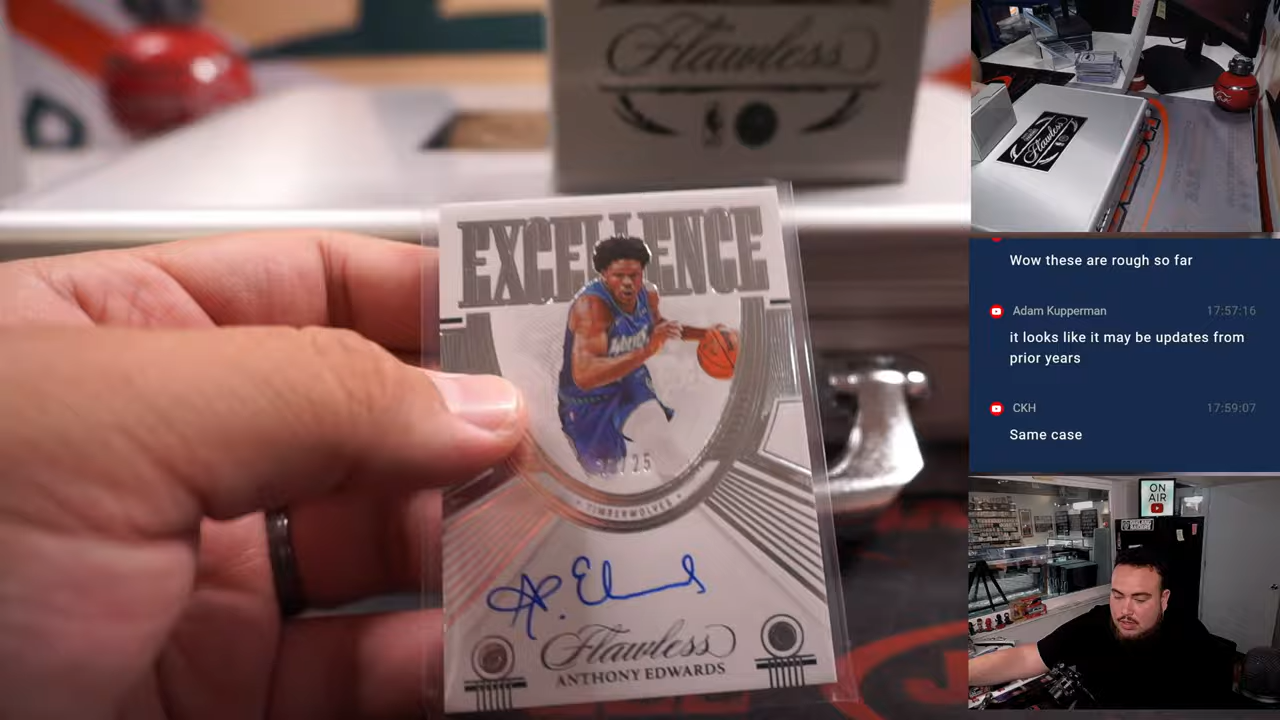 Flawless
EXCELLENCE
/25
TIMBERWOLVES
Flawless
ANTHONY EDWARDS
Flawless
Wow these are rough so far
Adam Kupperman 17:57:16
it looks like it may be updates from
prior years
CKH 17:59:07
Same case
ON
AIR